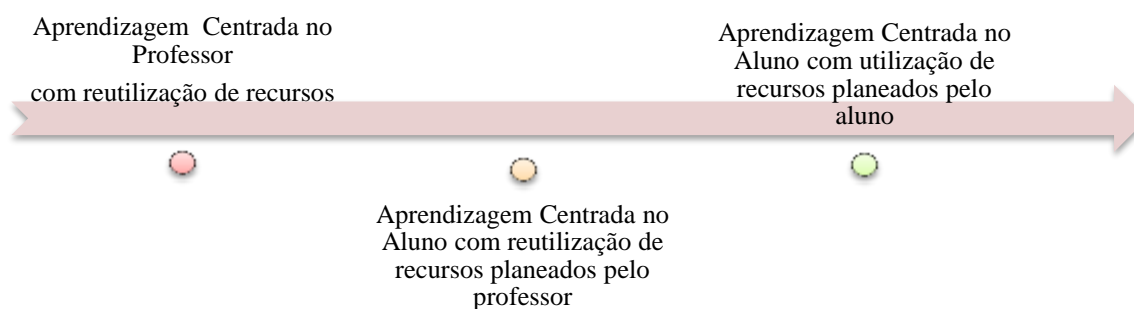 Aprendizagem Centrada no
Professor
com reutilização de recursos
Aprendizagem Centrada no
Aluno com reutilização de
recursos planeados pelo
professor
Aprendizagem Centrada no
Aluno com utilização de
recursos planeados pelo
aluno